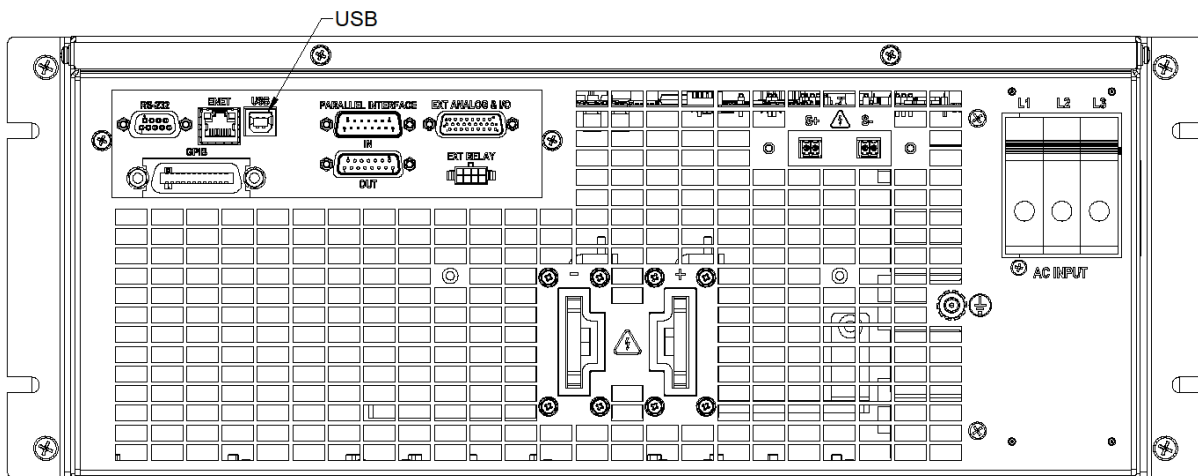 USB
RS-232
ENET
USB
PARALLEL INTERFACE
EXT ANALOG & I/O
IN
GPIB
EXT RELAY
OUT
S+
S-
L1 L2 L3
- +
AC INPUT